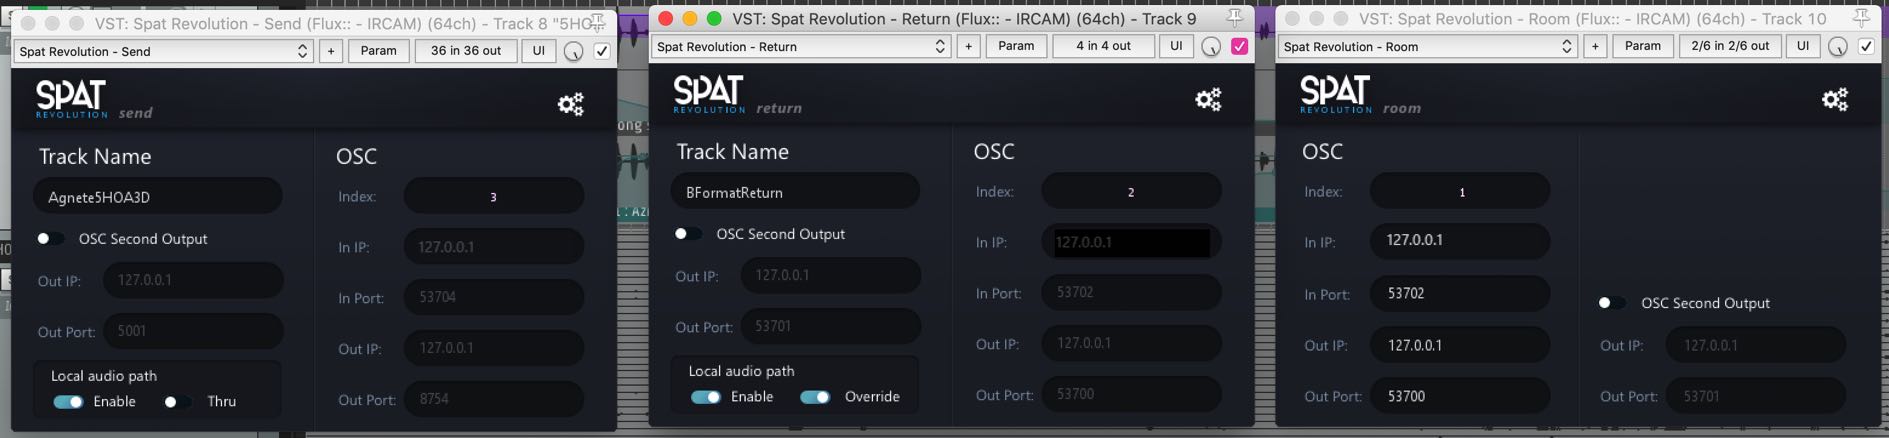 VST: Spat Revolution - Send (Flux:: - IRCAM) (64ch) - Track 8 "5HO
Spat Revolution - Send
+
Param
36 in 36 out
UI
SPAT
REVOLUTION
send
Track Name
Agnete5HOA3D
OSC Second Output
Out IP: 127.0.0.1
Out Port: 5001
Local audio path
Enable
Thru
OSC
Index: 3
In IP: 127.0.0.1
In Port: 53704
Out IP: 127.0.0.1
Out Port: 8754
ong s
VST: Spat Revolution - Return (Flux:: - IRCAM) (64ch) - Track 9
Spat Revolution - Return
+
Param
4 in 4 out
UI
SPAT
REVOLUTION
return
Track Name
BFormatReturn
OSC Second Output
Out IP: 127.0.0.1
Out Port: 53701
Local audio path
Enable
Override
OSC
Index: 2
In IP: 127.0.0.1
In Port: 53702
Out IP: 127.0.0.1
Out Port: 53700
VST: Spat Revolution - Room (Flux:: - IRCAM) (64ch) - Track 10
Spat Revolution - Room
+
Param
2/6 in 2/6 out
UI
SPAT
REVOLUTION
room
OSC
Index: 1
In IP: 127.0.0.1
In Port: 53702
Out IP: 127.0.0.1
Out Port: 53700
OSC Second Output
Out IP: 127.0.0.1
Out Port: 53701